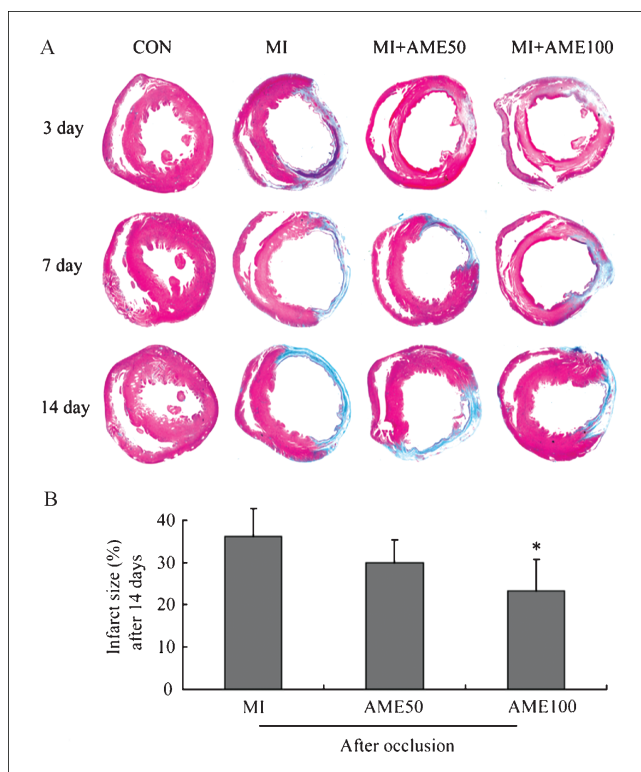 A
CON MI MI+AME50 MI+AME100
3 day
7 day
14 day
B
Infarct size (%)
after 14 days
40
30
20
10
0
*
MI AME50 AME100
After occlusion